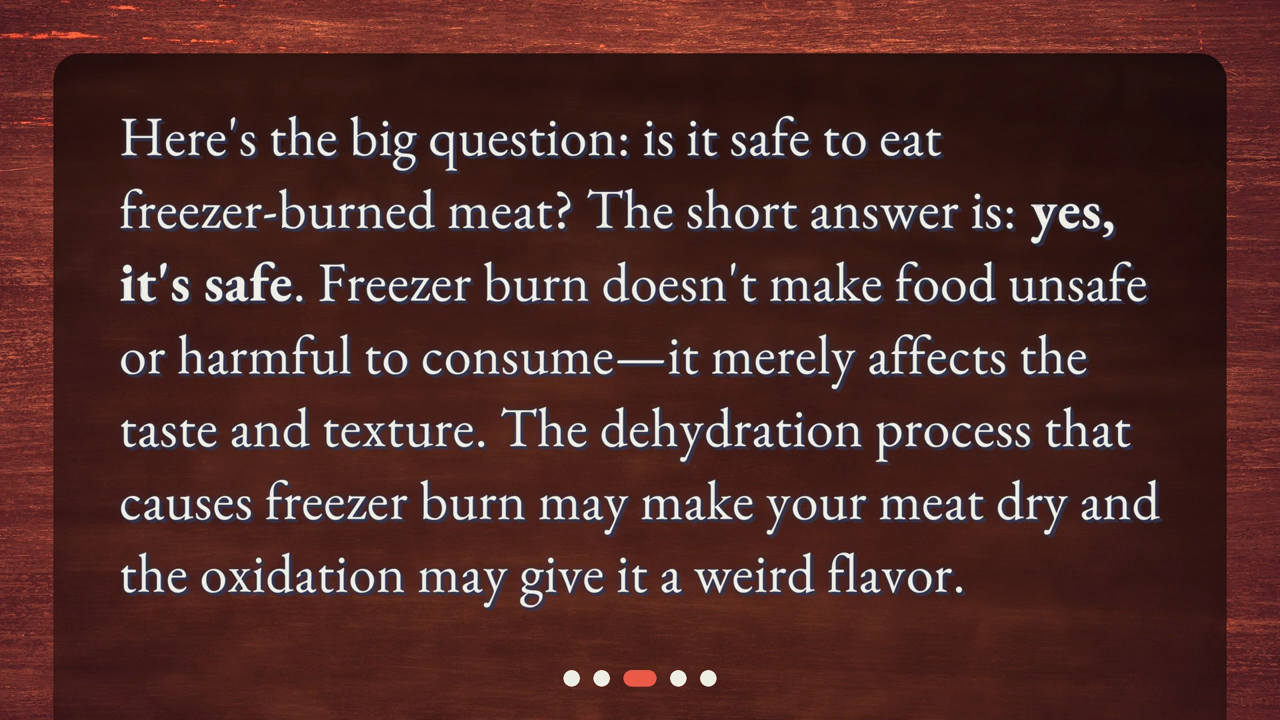 Here's the big question: is it safe to eat
freezer-burned meat? The short answer is: yes,
it's safe. Freezer burn doesn't make food unsafe
or harmful to consume—it merely affects the
taste and texture. The dehydration process that
causes freezer burn may make your meat dry and
the oxidation may give it a weird flavor.